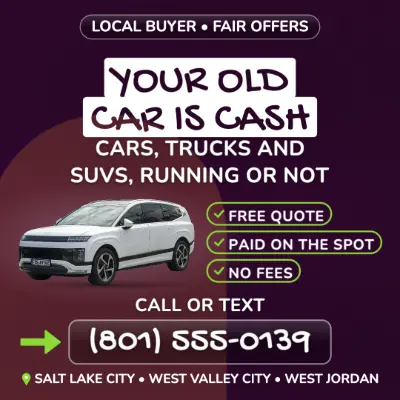 LOCAL BUYER • FAIR OFFERS
YOUR OLD
CAR IS CASH
CARS, TRUCKS AND
SUVS, RUNNING OR NOT
FREE QUOTE
PAID ON THE SPOT
NO FEES
CALL OR TEXT
(801) 555-0139
SALT LAKE CITY • WEST VALLEY CITY • WEST JORDAN